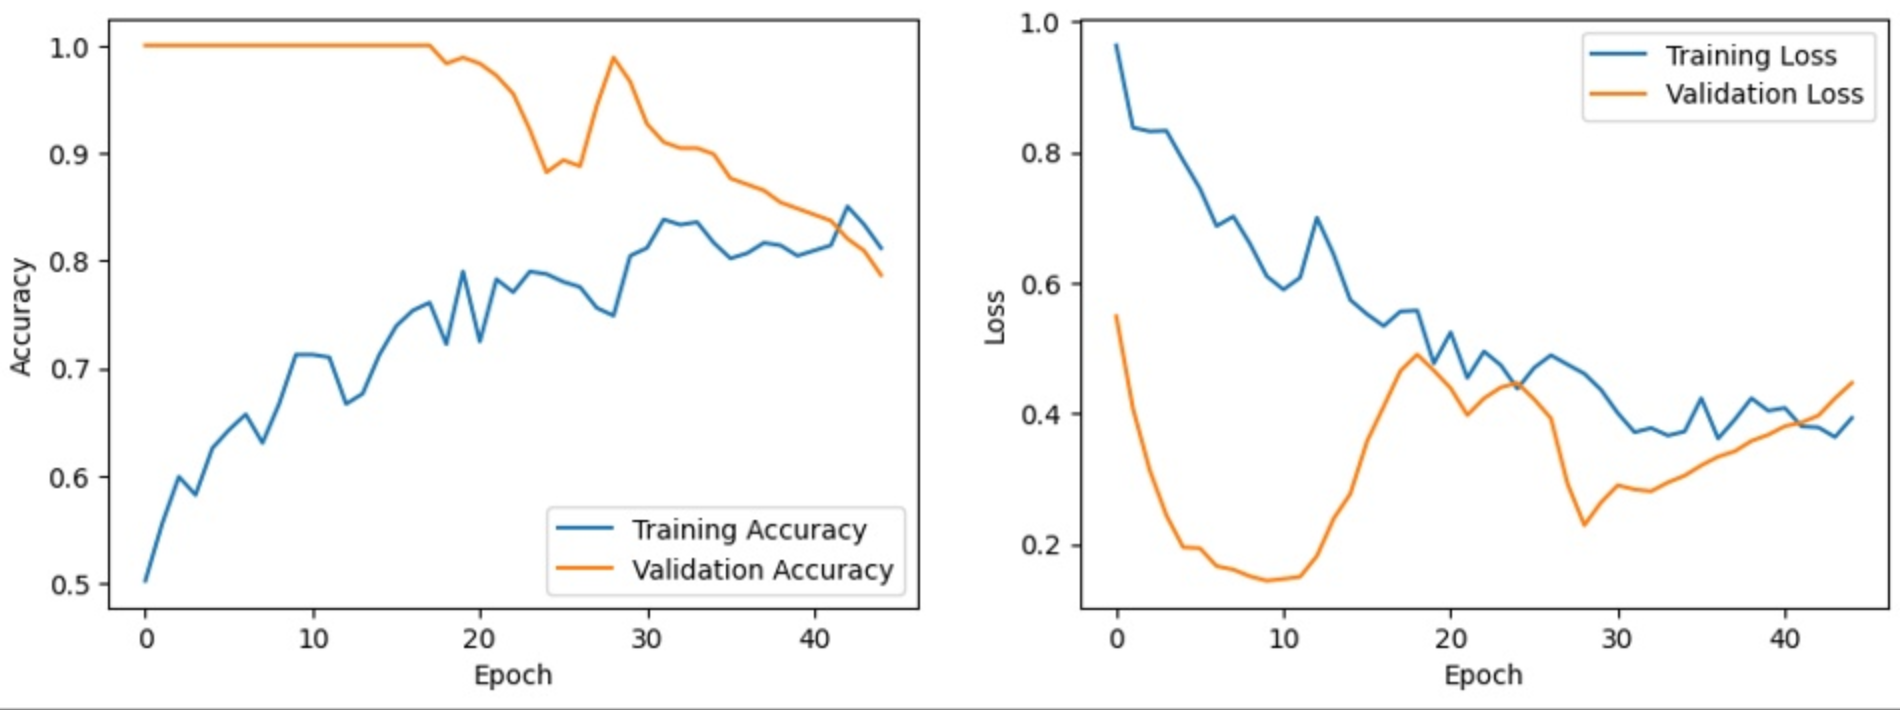 1.0
0.9
0.8
0.7
0.6
0.5
Accuracy
Training Accuracy
Validation Accuracy
0 10 20 30 40
Epoch
1.0
0.8
0.6
0.4
0.2
Loss
Training Loss
Validation Loss
0 10 20 30 40
Epoch